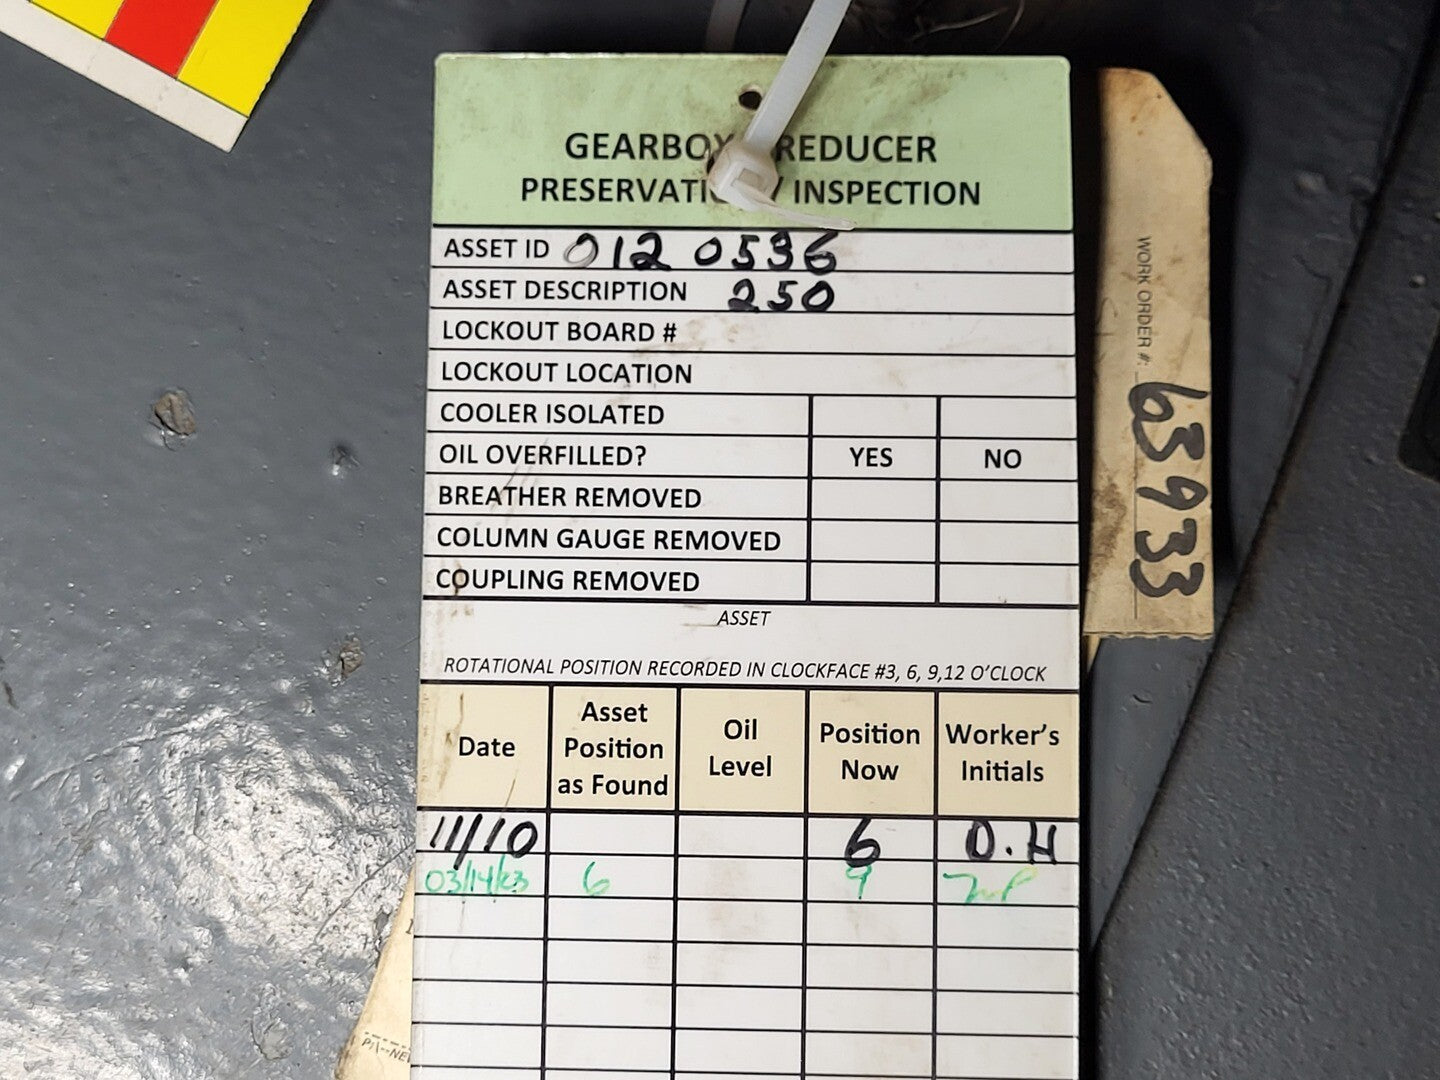 GEARBOX REDUCER
PRESERVATION / INSPECTION
ASSET ID 012 0536
ASSET DESCRIPTION 250
LOCKOUT BOARD #
LOCKOUT LOCATION
COOLER ISOLATED
OIL OVERFILLED? YES NO
BREATHER REMOVED
COLUMN GAUGE REMOVED
COUPLING REMOVED
ASSET
ROTATIONAL POSITION RECORDED IN CLOCKFACE #3, 6, 9,12 O'CLOCK
Date Asset Position as Found Oil Level Position Now Worker's Initials
11/10 6 D.H
03/14/23 6 9
WORK ORDER #: 63933